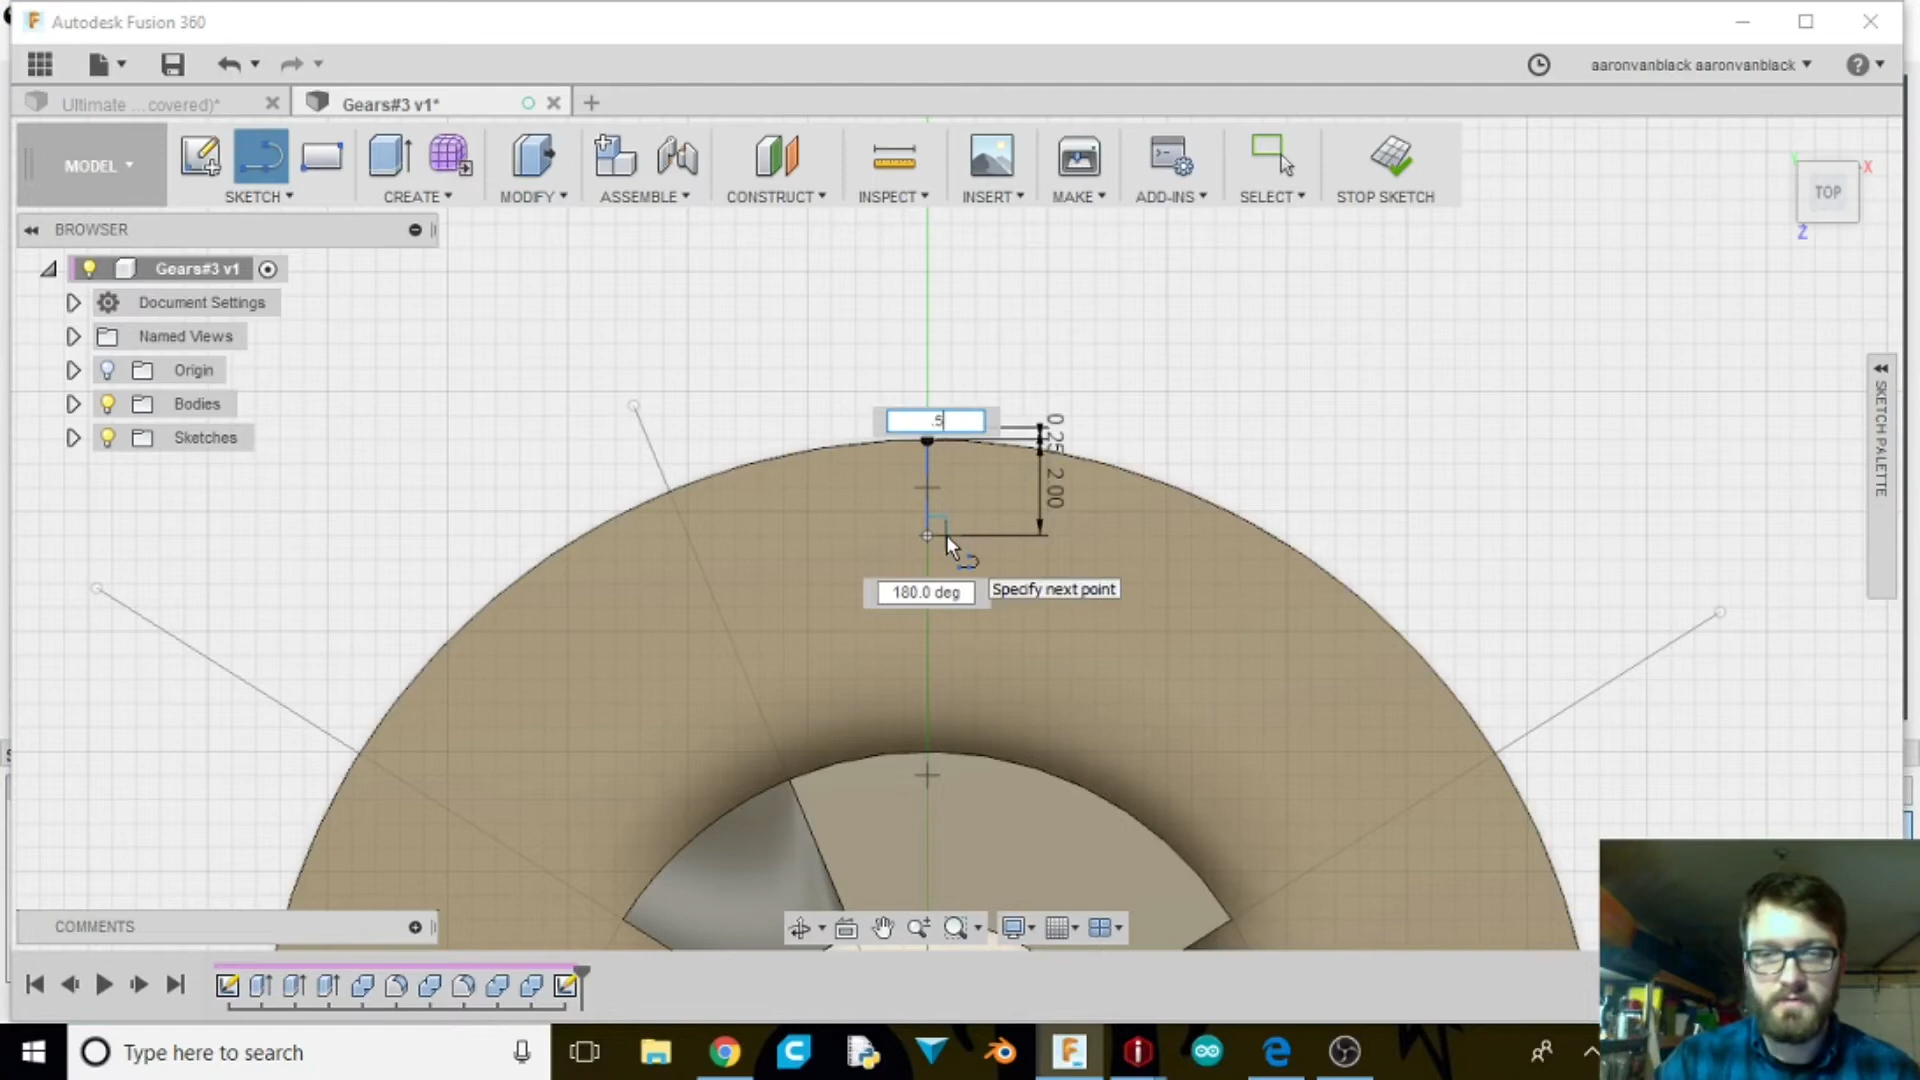 Autodesk Fusion 360
aaronvanblack aaronvanblack
Ultimate ...covered)*
Gears#3 v1*
MODEL
SKETCH
CREATE
MODIFY
ASSEMBLE
CONSTRUCT
INSPECT
INSERT
MAKE
ADD-INS
SELECT
STOP SKETCH
TOP
X
Y
Z
BROWSER
Gears#3 v1
Document Settings
Named Views
Origin
Bodies
Sketches
SKETCH PALETTE
.5
0.25
2.00
180.0 deg
Specify next point
COMMENTS
Type here to search